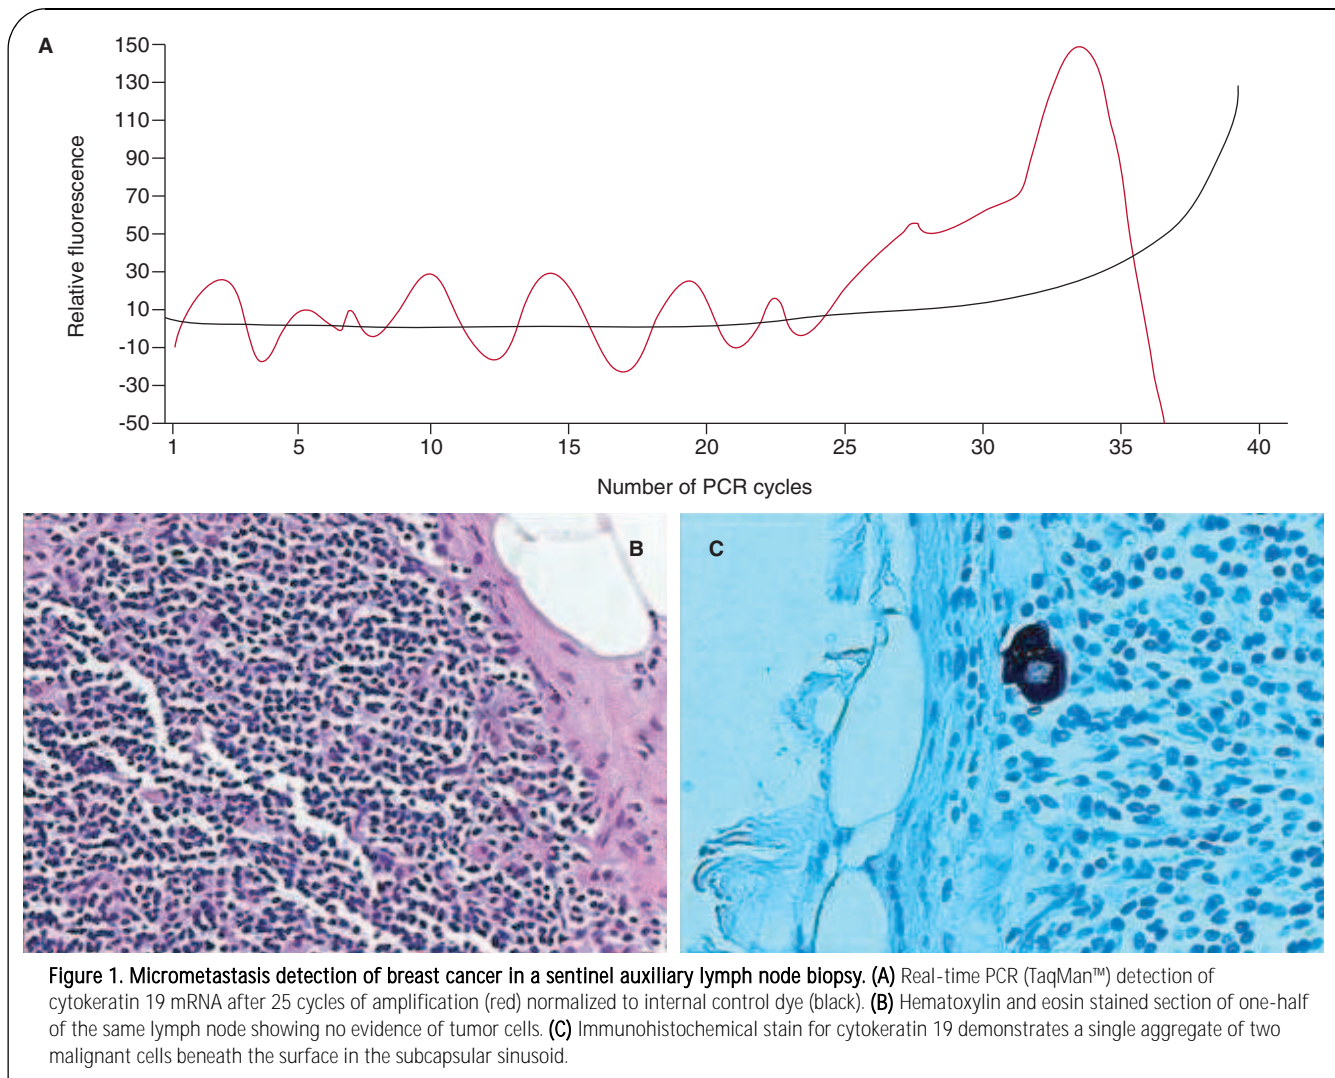 A
150
130
110
90
70
50
30
10
-10
-30
-50
Relative fluorescence
1 5 10 15 20 25 30 35 40
Number of PCR cycles
B
C
Figure 1. Micrometastasis detection of breast cancer in a sentinel auxiliary lymph node biopsy. (A) Real-time PCR (TaqMan™) detection of
cytokeratin 19 mRNA after 25 cycles of amplification (red) normalized to internal control dye (black). (B) Hematoxylin and eosin stained section of one-half
of the same lymph node showing no evidence of tumor cells. (C) Immunohistochemical stain for cytokeratin 19 demonstrates a single aggregate of two
malignant cells beneath the surface in the subcapsular sinusoid.